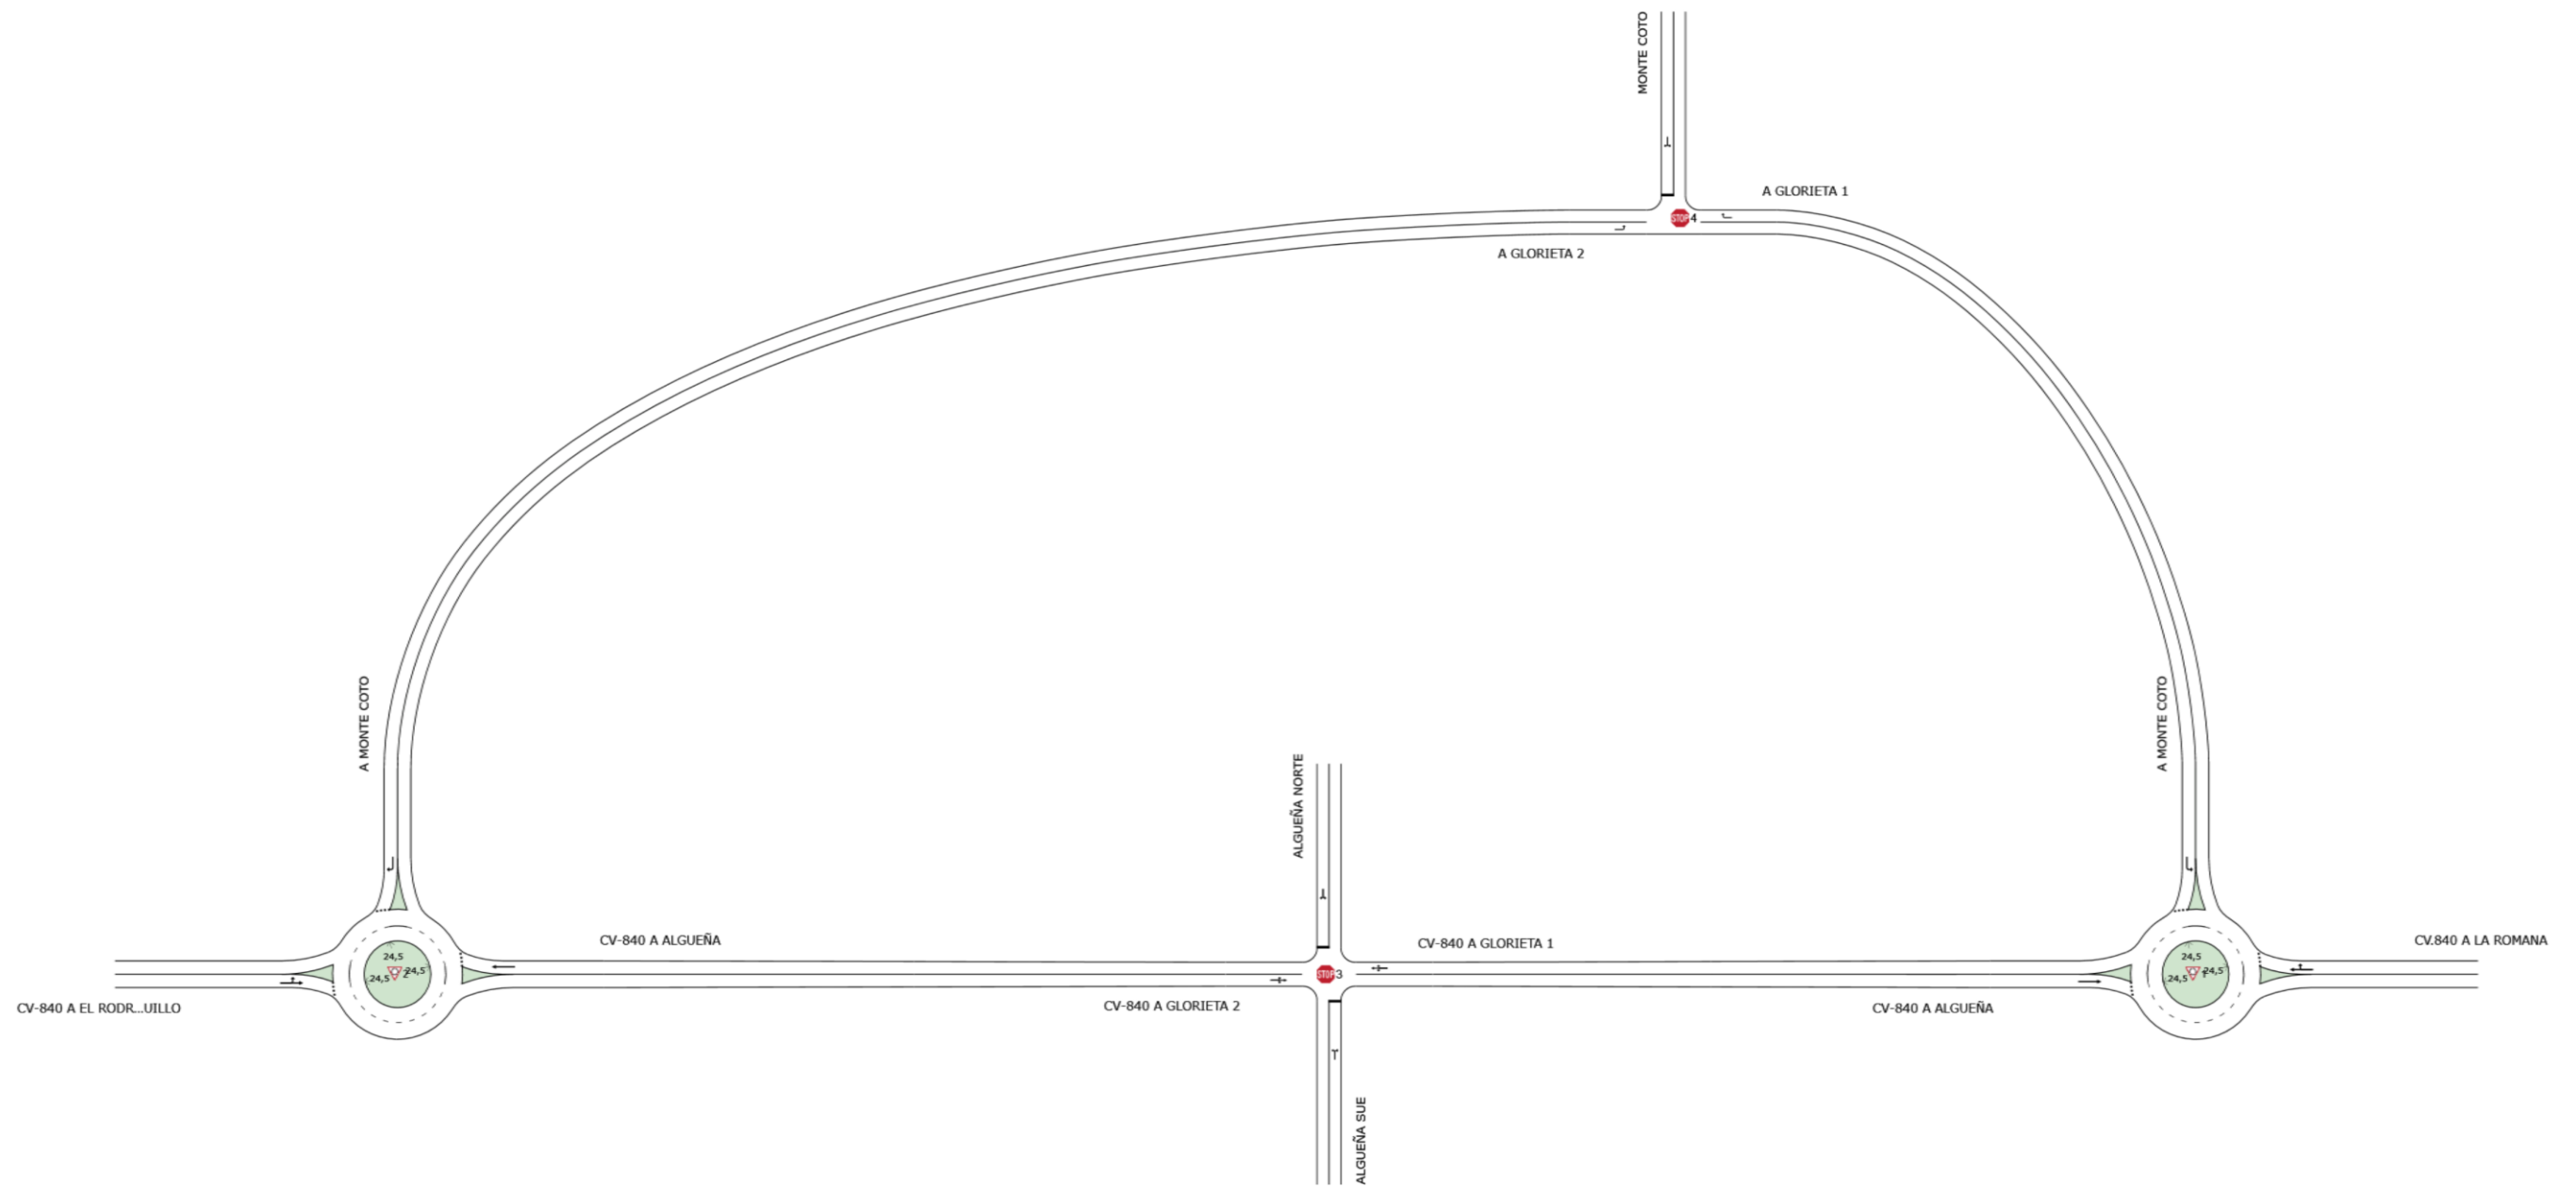 MONTE COTO
A GLORIETA 1
STOP 4
A GLORIETA 2
A MONTE COTO
A MONTE COTO
ALGUEÑA NORTE
CV-840 A ALGUEÑA
CV-840 A GLORIETA 1
CV.840 A LA ROMANA
24,5
24,5 2 24,5
STOP 3
24,5
24,5 24,5
CV-840 A EL RODR...UILLO
CV-840 A GLORIETA 2
CV-840 A ALGUEÑA
ALGUEÑA SUE